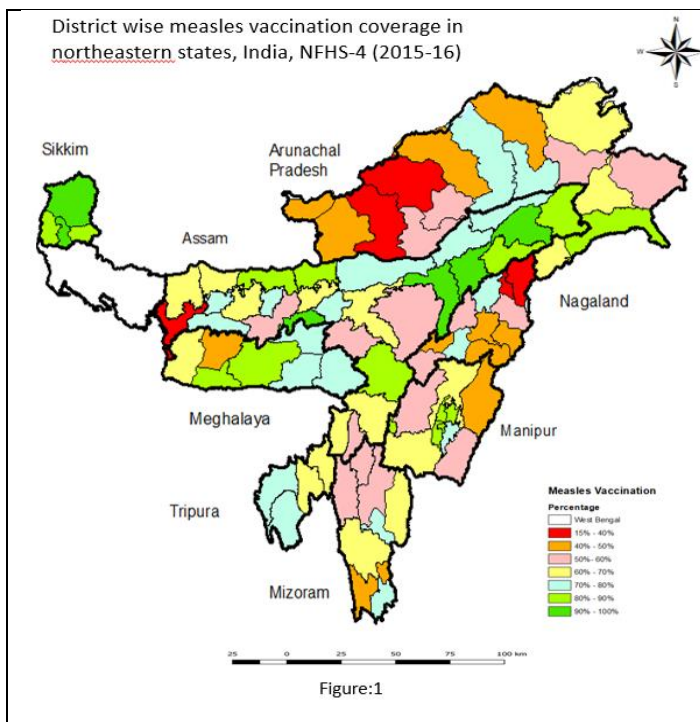 District wise measles vaccination coverage in
northeastern states, India, NFHS-4 (2015-16)
N
W
E
S
Sikkim
Arunachal
Pradesh
Assam
Nagaland
Meghalaya
Manipur
Tripura
Mizoram
Measles Vaccination
Percentage
West Bengal
15% - 40%
40% - 50%
50%- 60%
60% - 70%
70% - 80%
80% - 90%
90% - 100%
25 0 25 50 100 km
Figure:1